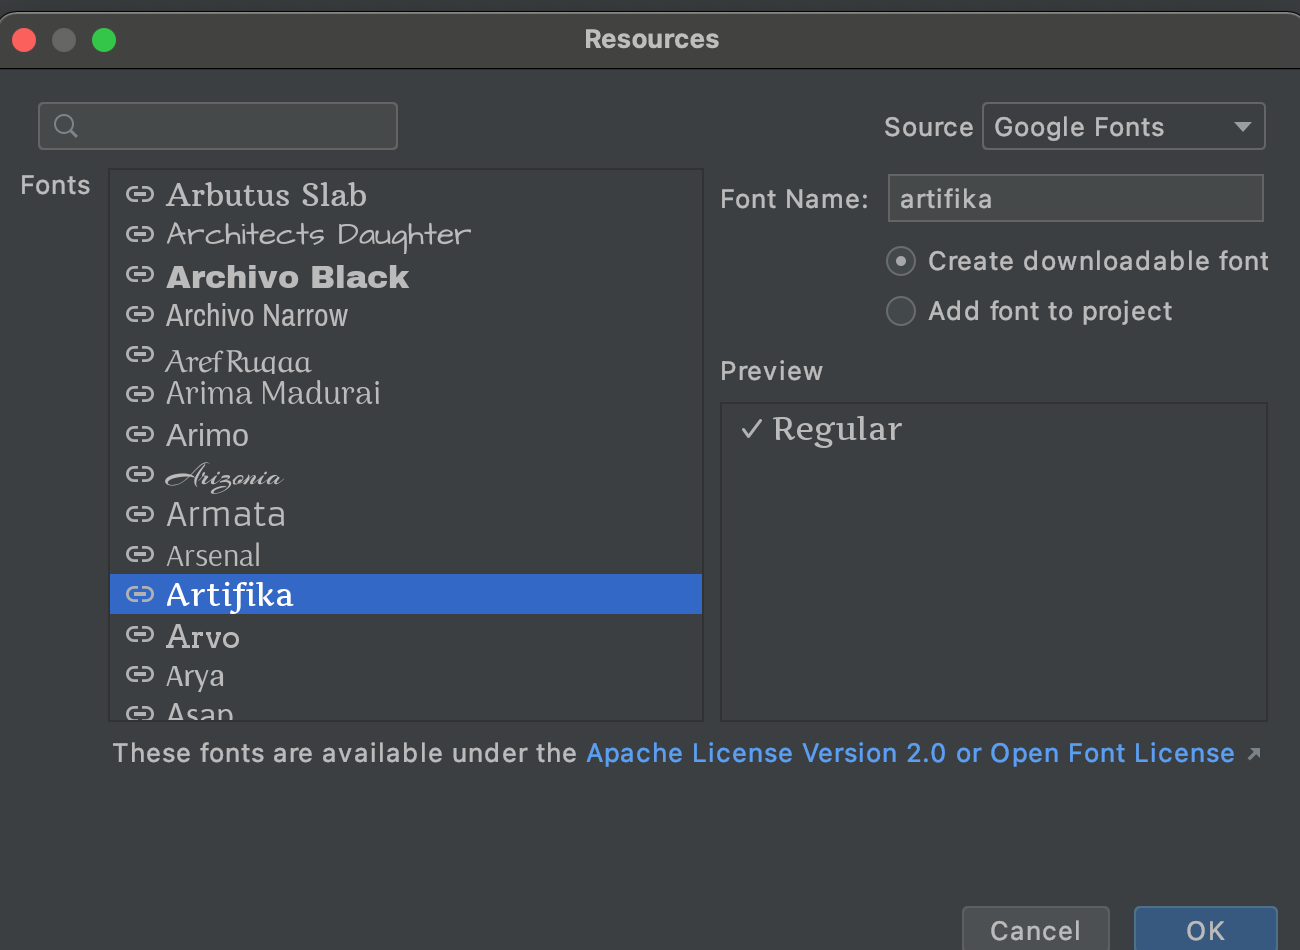 Resources
Source Google Fonts
Fonts
Arbutus Slab
Architects Daughter
Archivo Black
Archivo Narrow
Aref Ruqaa
Arima Madurai
Arimo
Arizonia
Armata
Arsenal
Artifika
Arvo
Arya
Asap
Font Name: artifika
Create downloadable font
Add font to project
Preview
Regular
These fonts are available under the Apache License Version 2.0 or Open Font License
Cancel OK